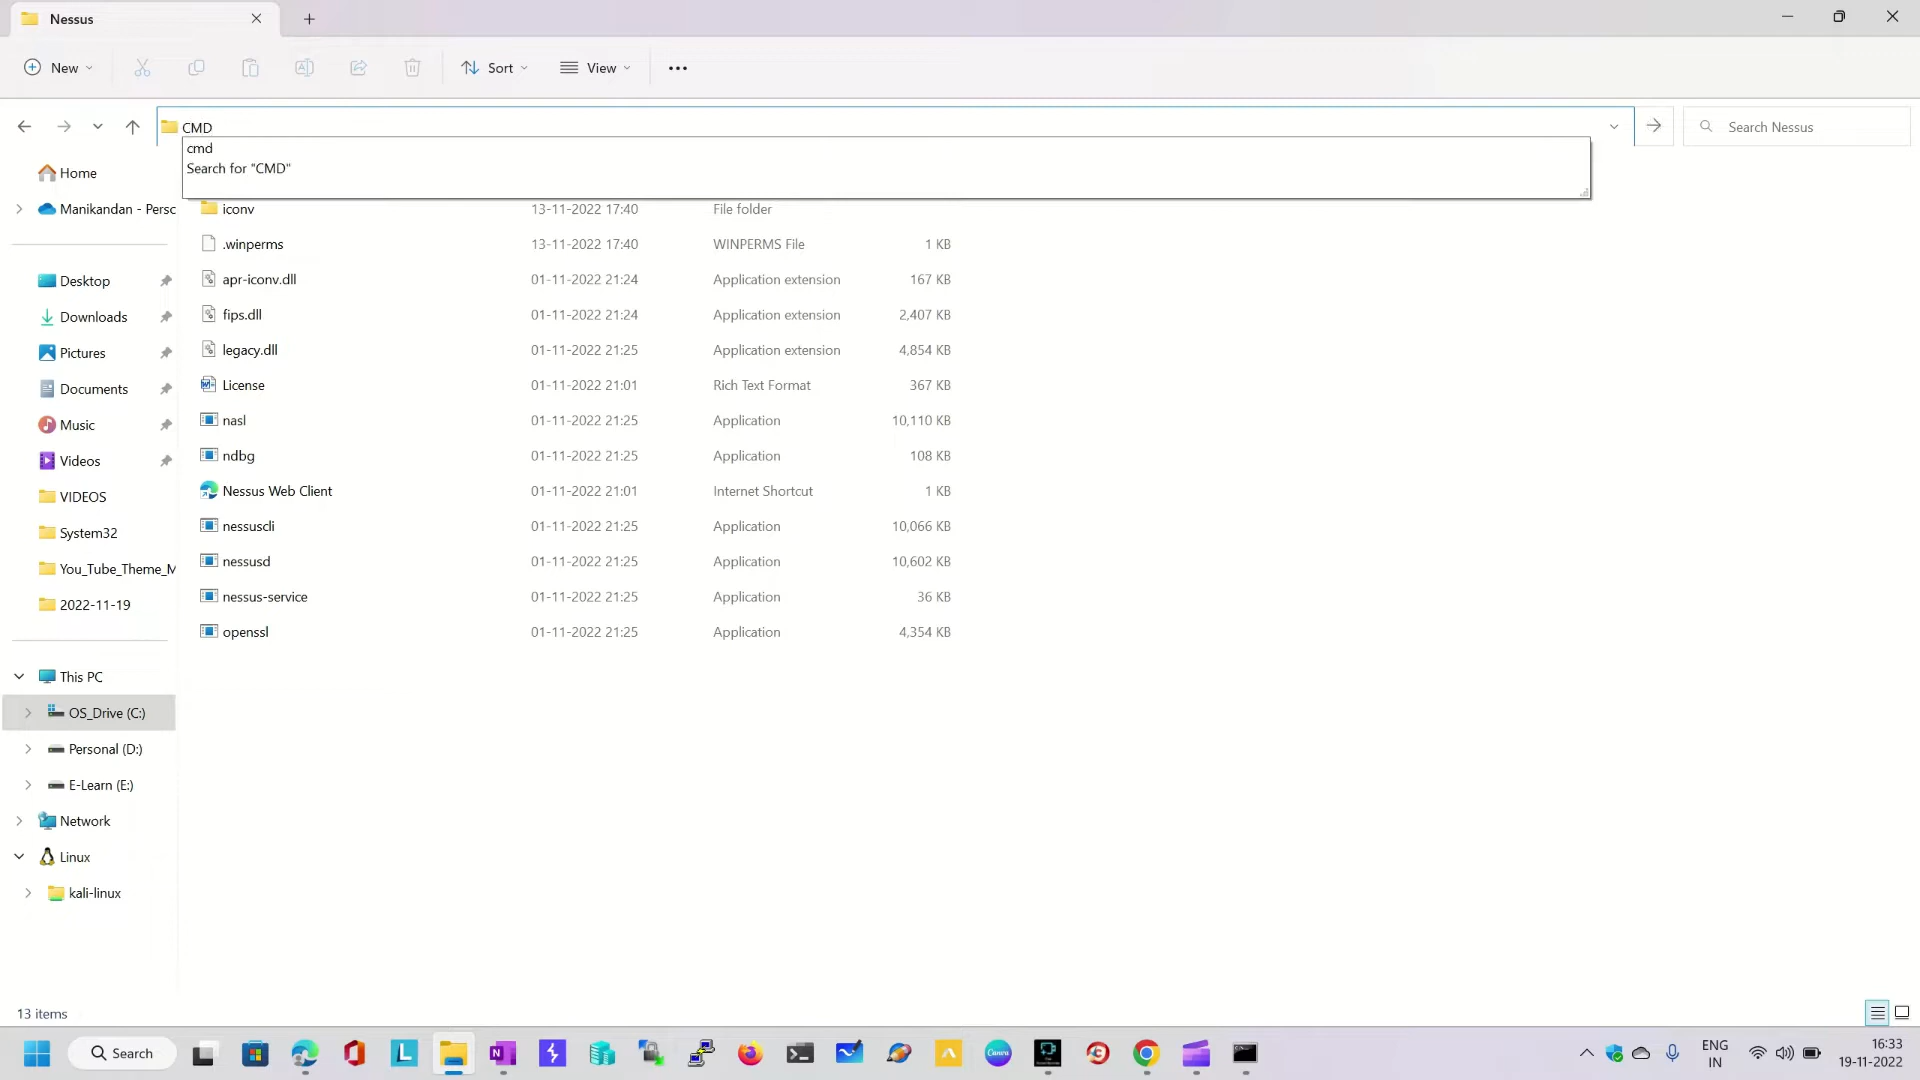 Nessus
New
Sort
View
CMD
Search Nessus
cmd
Search for "CMD"
Home
Manikandan - Persc
Desktop
Downloads
Pictures
Documents
Music
Videos
VIDEOS
System32
You_Tube_Theme_M
2022-11-19
This PC
OS_Drive (C:)
Personal (D:)
E-Learn (E:)
Network
Linux
kali-linux
iconv 13-11-2022 17:40 File folder
.winperms 13-11-2022 17:40 WINPERMS File 1 KB
apr-iconv.dll 01-11-2022 21:24 Application extension 167 KB
fips.dll 01-11-2022 21:24 Application extension 2,407 KB
legacy.dll 01-11-2022 21:25 Application extension 4,854 KB
License 01-11-2022 21:01 Rich Text Format 367 KB
nasl 01-11-2022 21:25 Application 10,110 KB
ndbg 01-11-2022 21:25 Application 108 KB
Nessus Web Client 01-11-2022 21:01 Internet Shortcut 1 KB
nessuscli 01-11-2022 21:25 Application 10,066 KB
nessusd 01-11-2022 21:25 Application 10,602 KB
nessus-service 01-11-2022 21:25 Application 36 KB
openssl 01-11-2022 21:25 Application 4,354 KB
13 items
Search
L
N
Canva
ENG
IN
16:33
19-11-2022